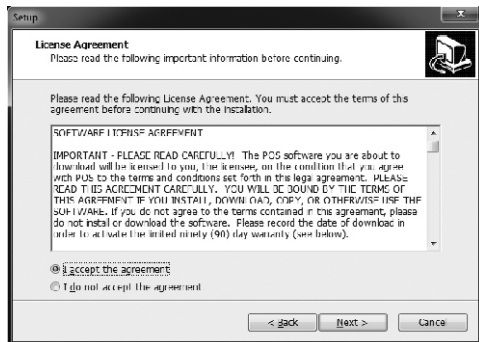 Setup
License Agreement
Please read the following important information before continuing.
Please read the following License Agreement. You must accept the terms of this
agreement before continuing with the installation.
SOFTWARE LICENSE AGREEMENT
IMPORTANT - PLEASE READ CAREFULLY! The POS software you are about to
download will be licensed to you, the licensee, on the condition that you agree
with POS to the terms and conditions set forth in this legal agreement. PLEASE
READ THIS AGREEMENT CAREFULLY. YOU WILL BE BOUND BY THE TERMS OF
THIS AGREEMENT IF YOU INSTALL, DOWNLOAD, COPY, OR OTHERWISE USE THE
SOFTWARE. If you do not agree to the terms contained in this agreement, please
do not install or download the software. Please record the date of download in
order to activate the limited ninety (90) day warranty (see below).
I accept the agreement
I do not accept the agreement
< Back
Next >
Cancel